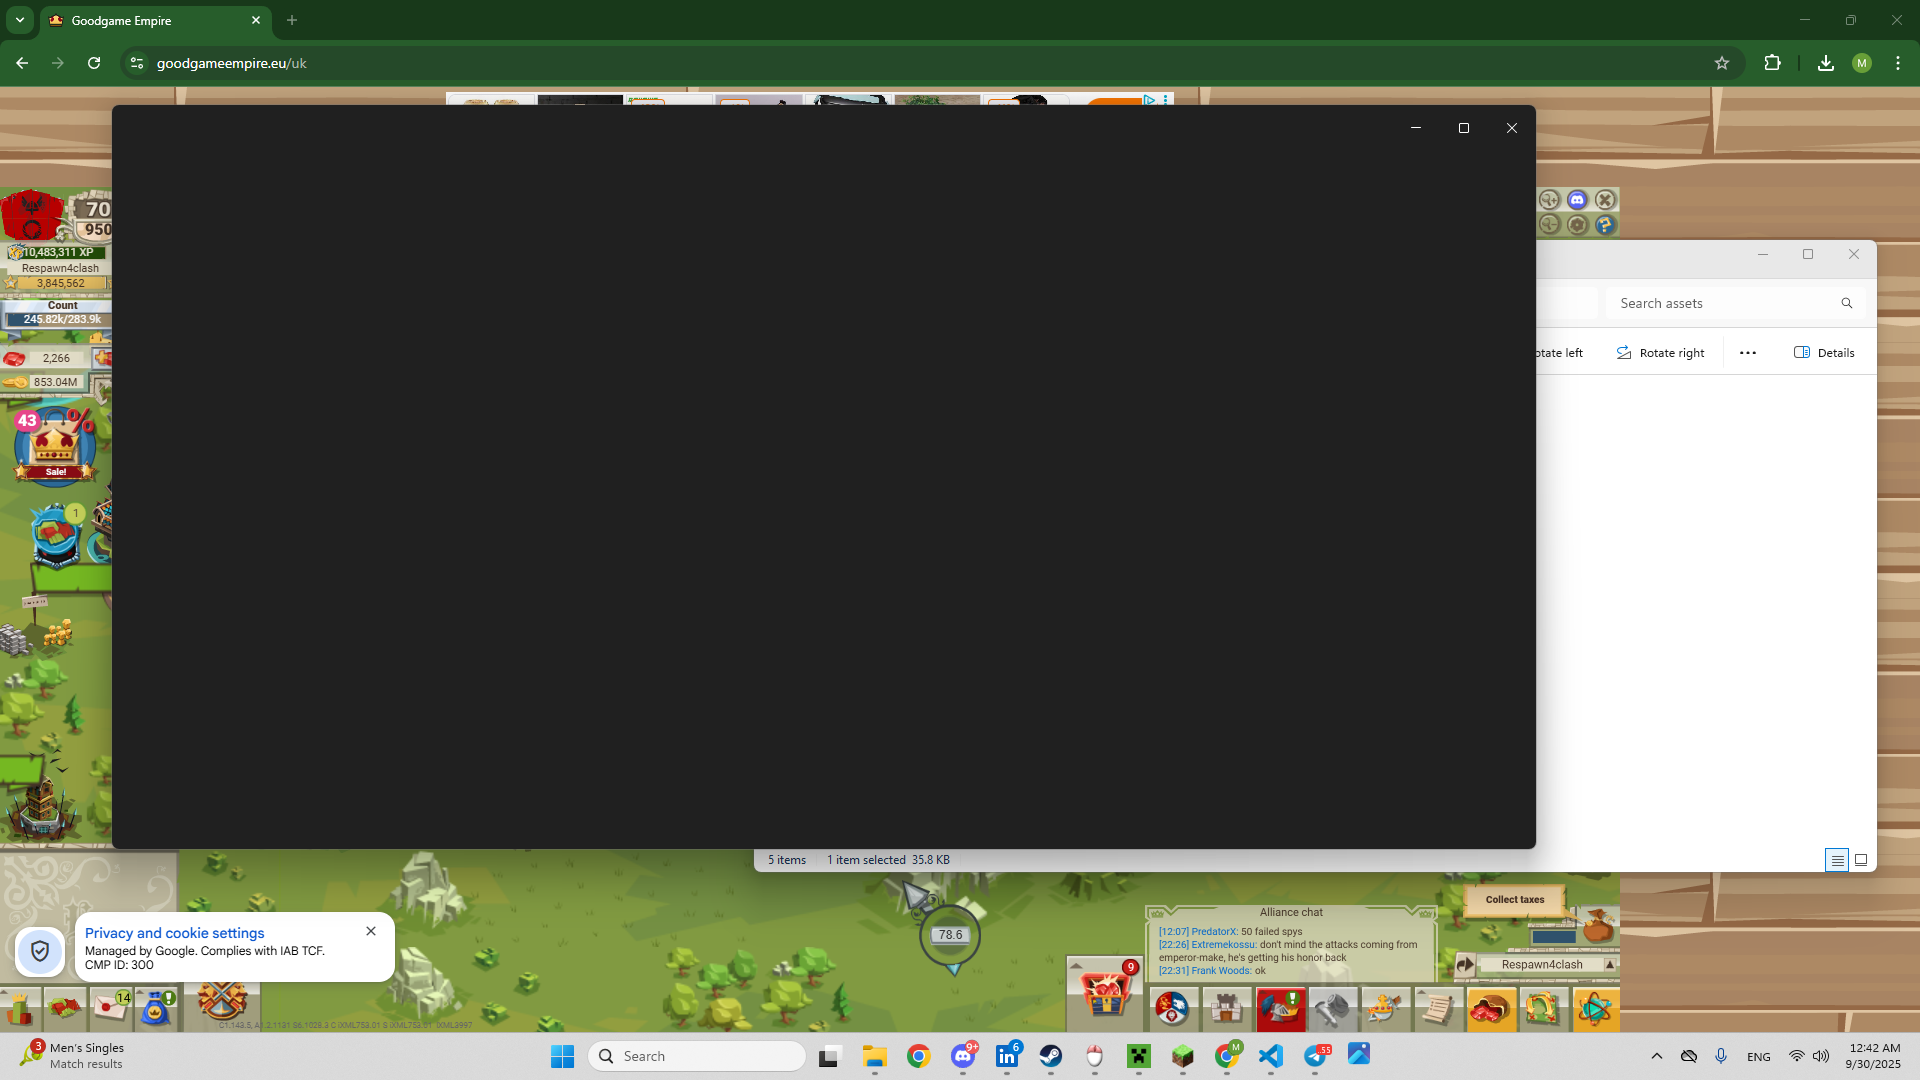 Goodgame Empire
goodgameempire.eu/uk
M
70
950
10,483,311 XP
Respawn4clash
3,845,562
Count
245.82k/283.9k
2,266
853.04M
43
%
Sale!
1
Search assets
otate left
Rotate right
Details
5 items
1 item selected 35.8 KB
78.6
Collect taxes
Alliance chat
[12:07] PredatorX: 50 failed spys
[22:26] Extremekossu: don't mind the attacks coming from
emperor-make, he's getting his honor back
[22:31] Frank Woods: ok
Respawn4clash
9
Privacy and cookie settings
Managed by Google. Complies with IAB TCF.
CMP ID: 300
14
3
Men's Singles
Match results
Search
9+
6
M
.55
ENG
12:42 AM
9/30/2025